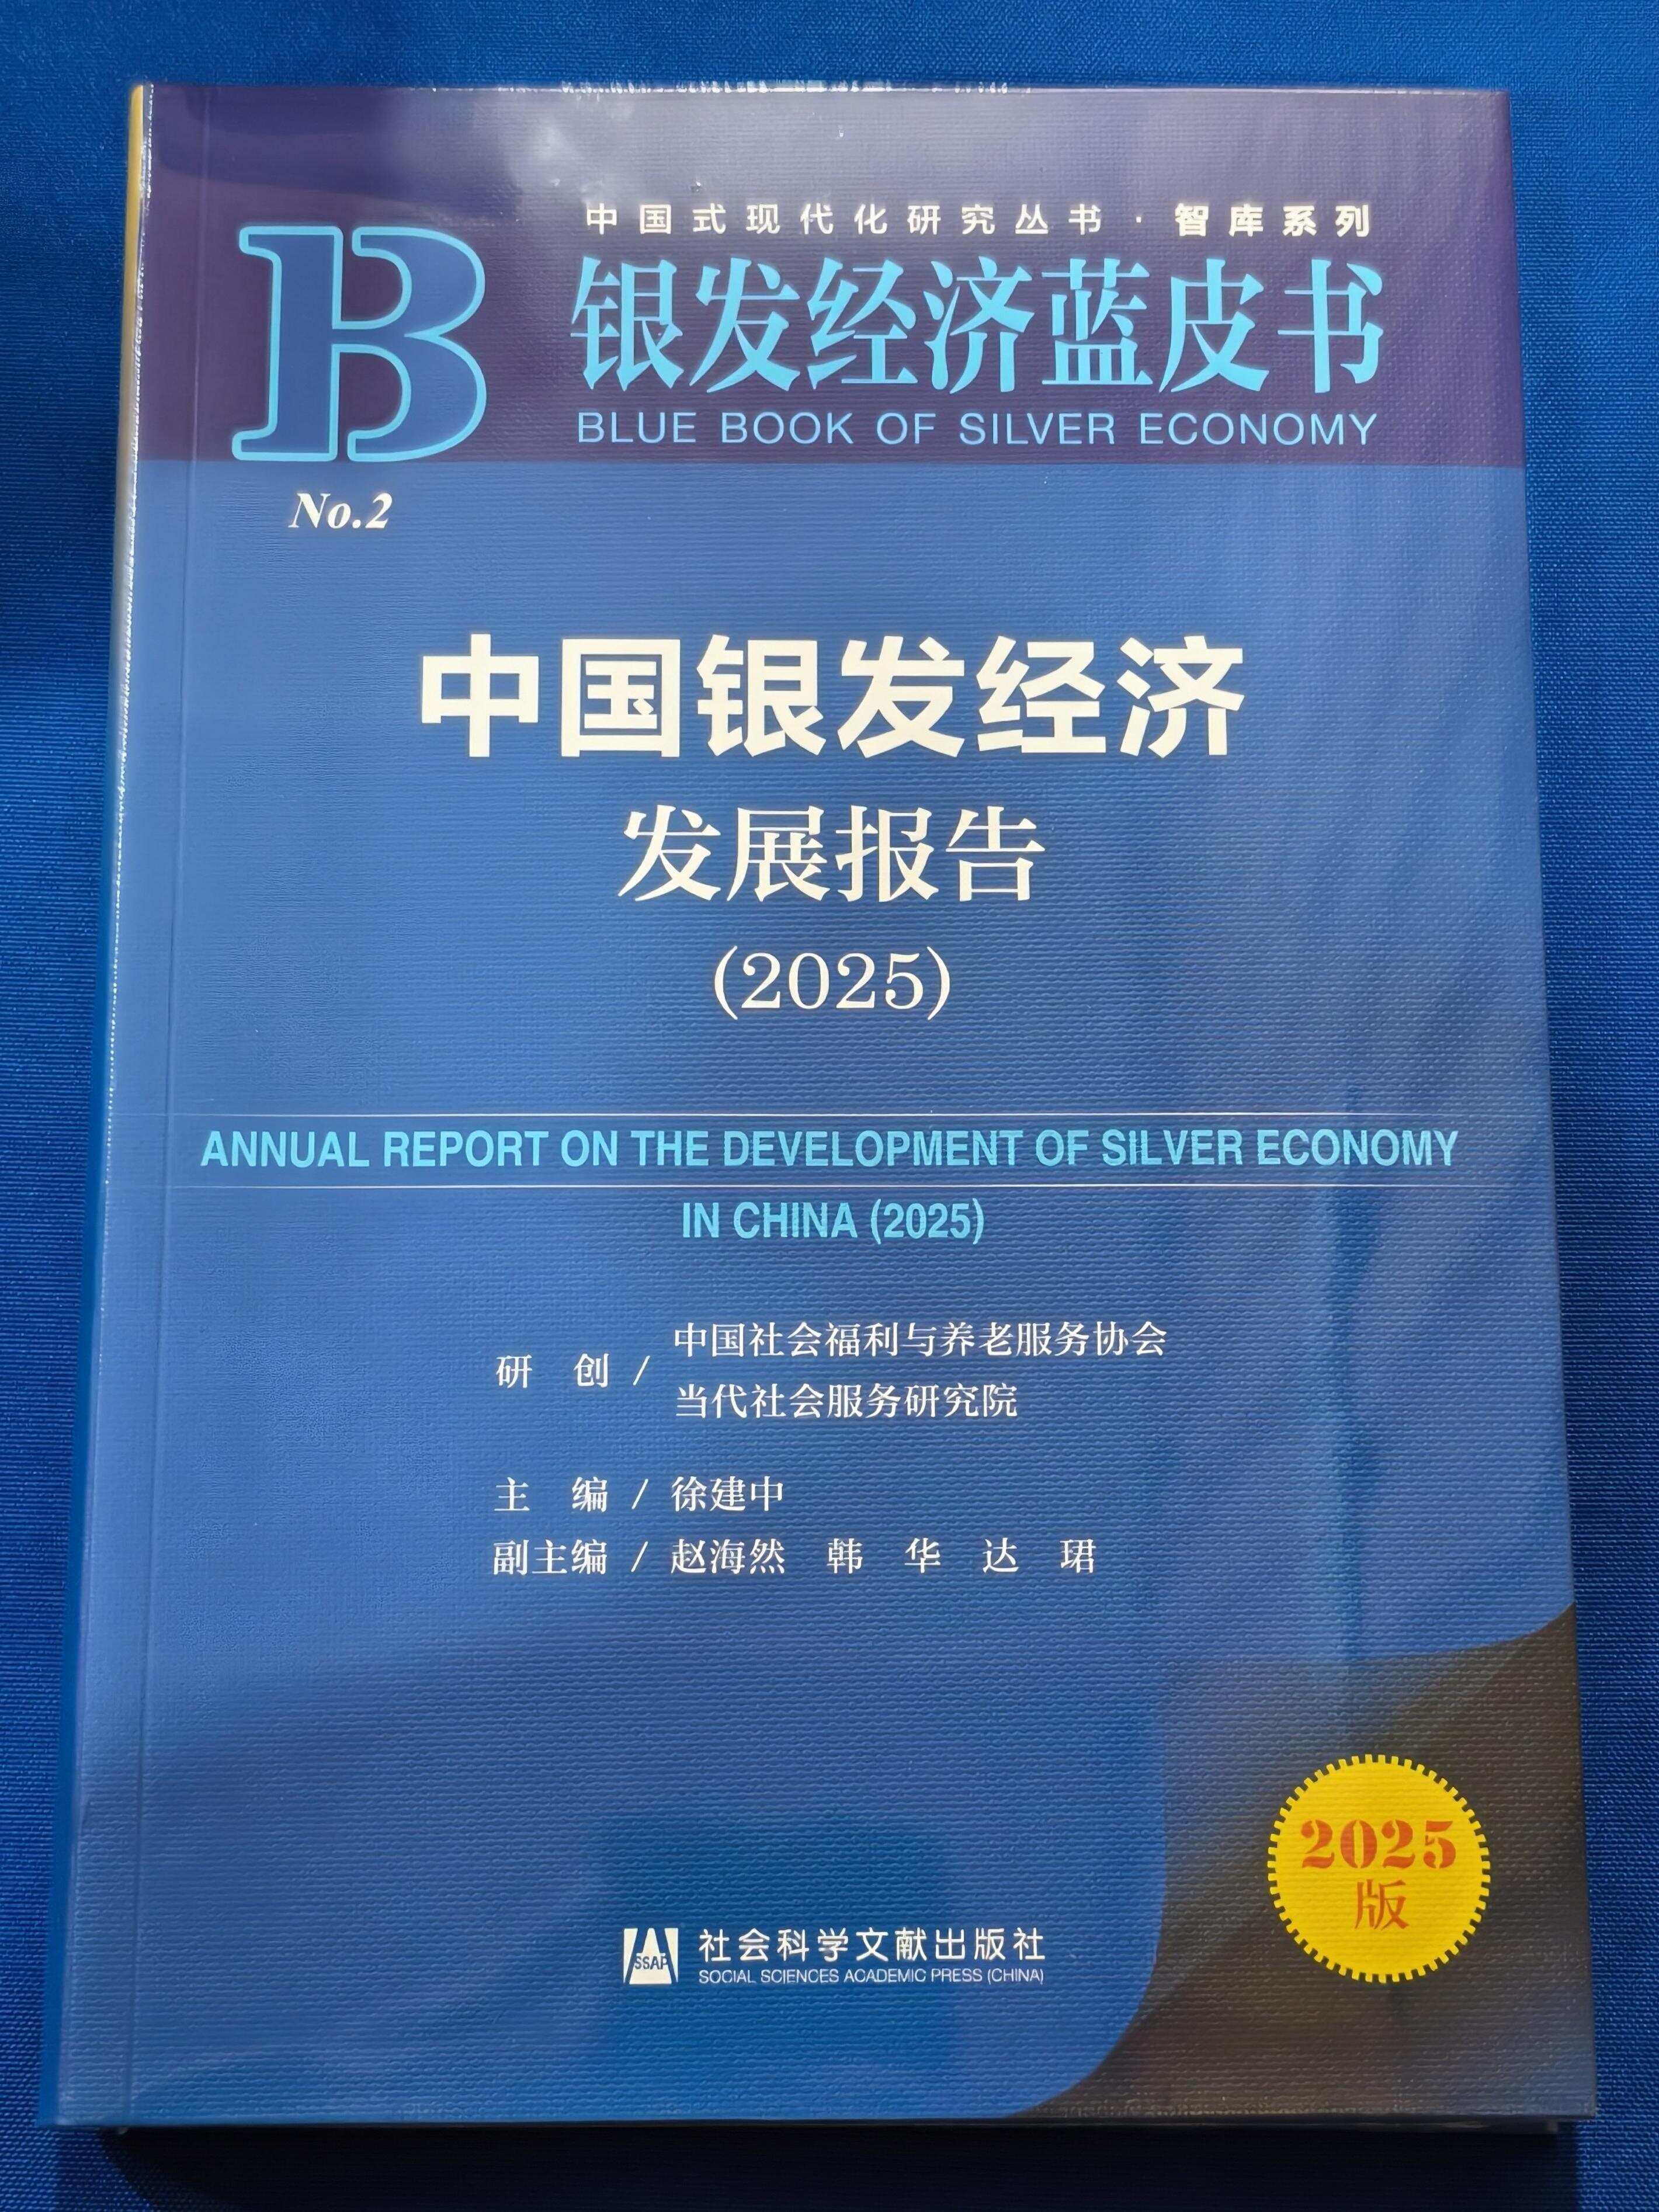 中国式现代化研究丛书·智库系列
B
银发经济蓝皮书
BLUE BOOK OF SILVER ECONOMY
No.2
中国银发经济
发展报告
(2025)
ANNUAL REPORT ON THE DEVELOPMENT OF SILVER ECONOMY
IN CHINA (2025)
研 创 / 中国社会福利与养老服务协会
当代社会服务研究院
主 编 / 徐建中
副主编 / 赵海然 韩 华 达 珺
2025
版
SSAP
社会科学文献出版社
SOCIAL SCIENCES ACADEMIC PRESS (CHINA)